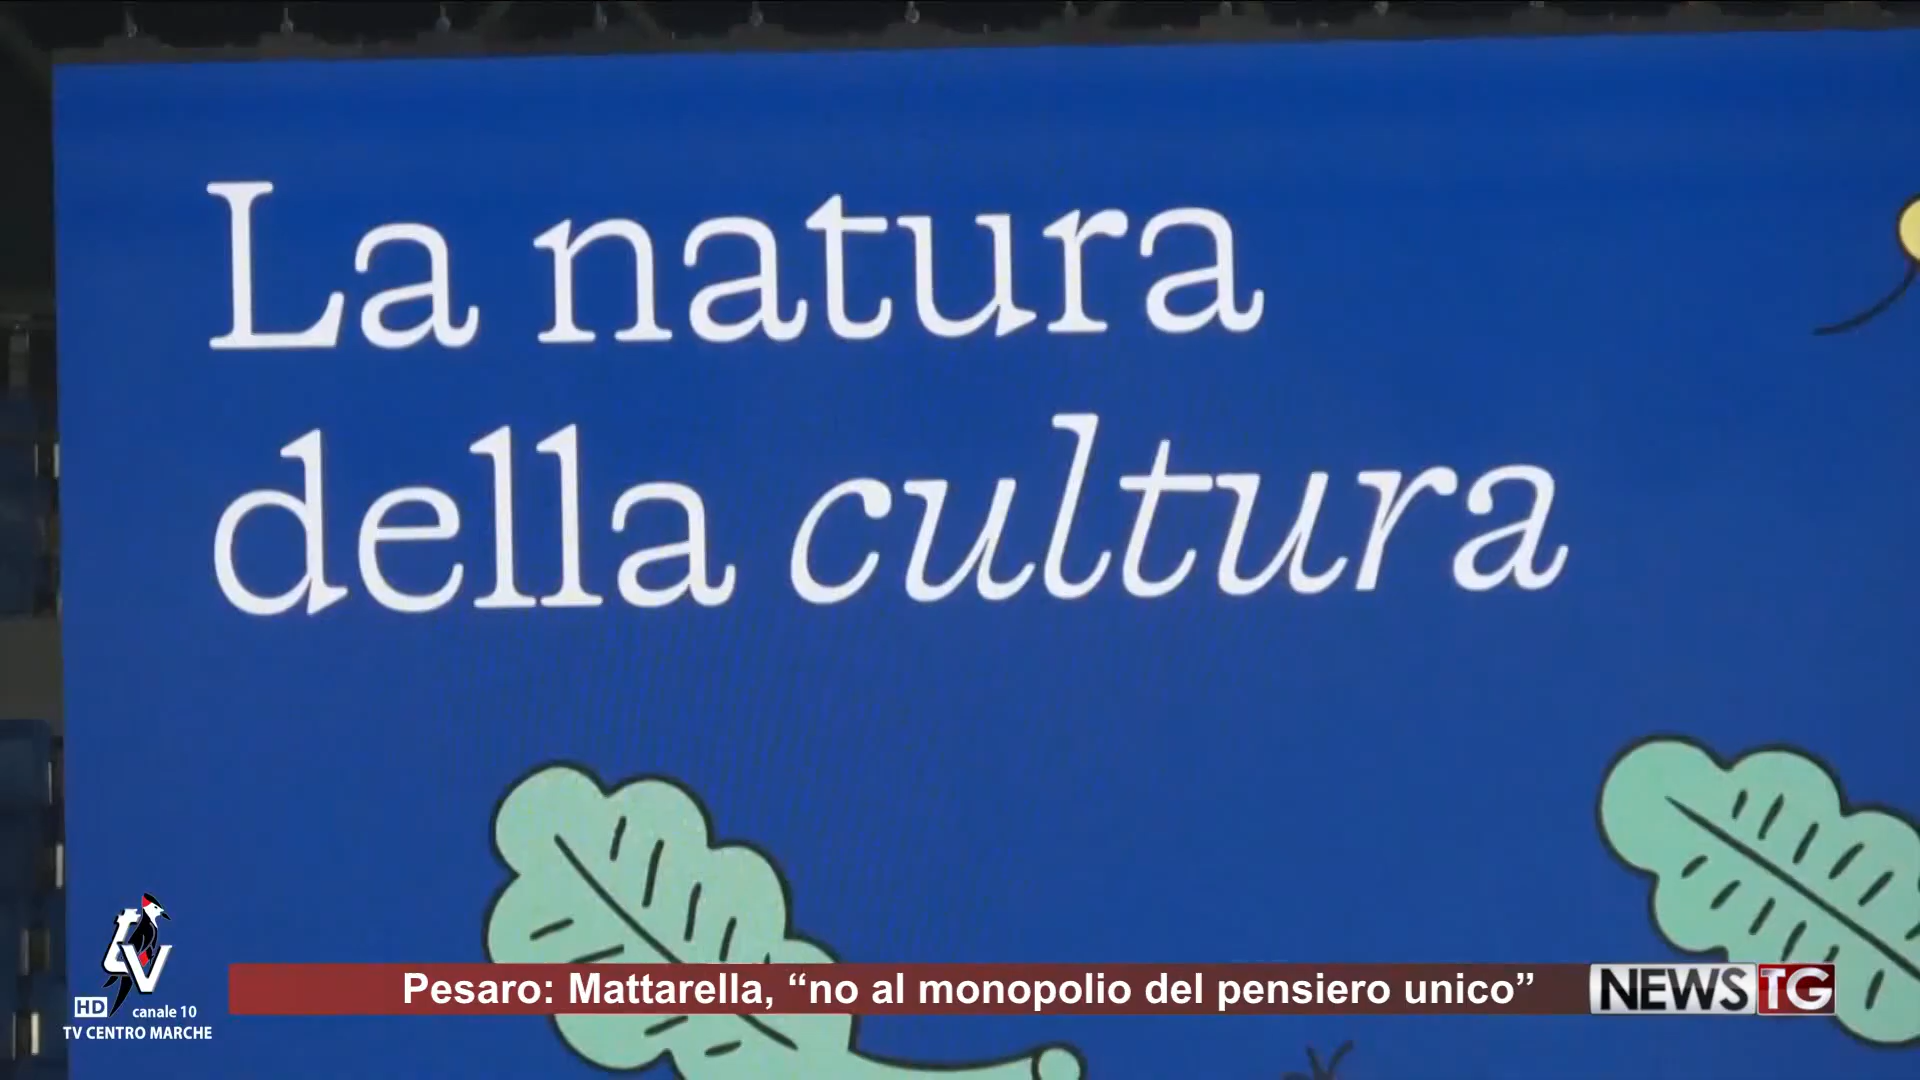 La natura
della cultura
Pesaro: Mattarella, “no al monopolio del pensiero unico”
NEWS TG
tv
HD canale 10
TV CENTRO MARCHE